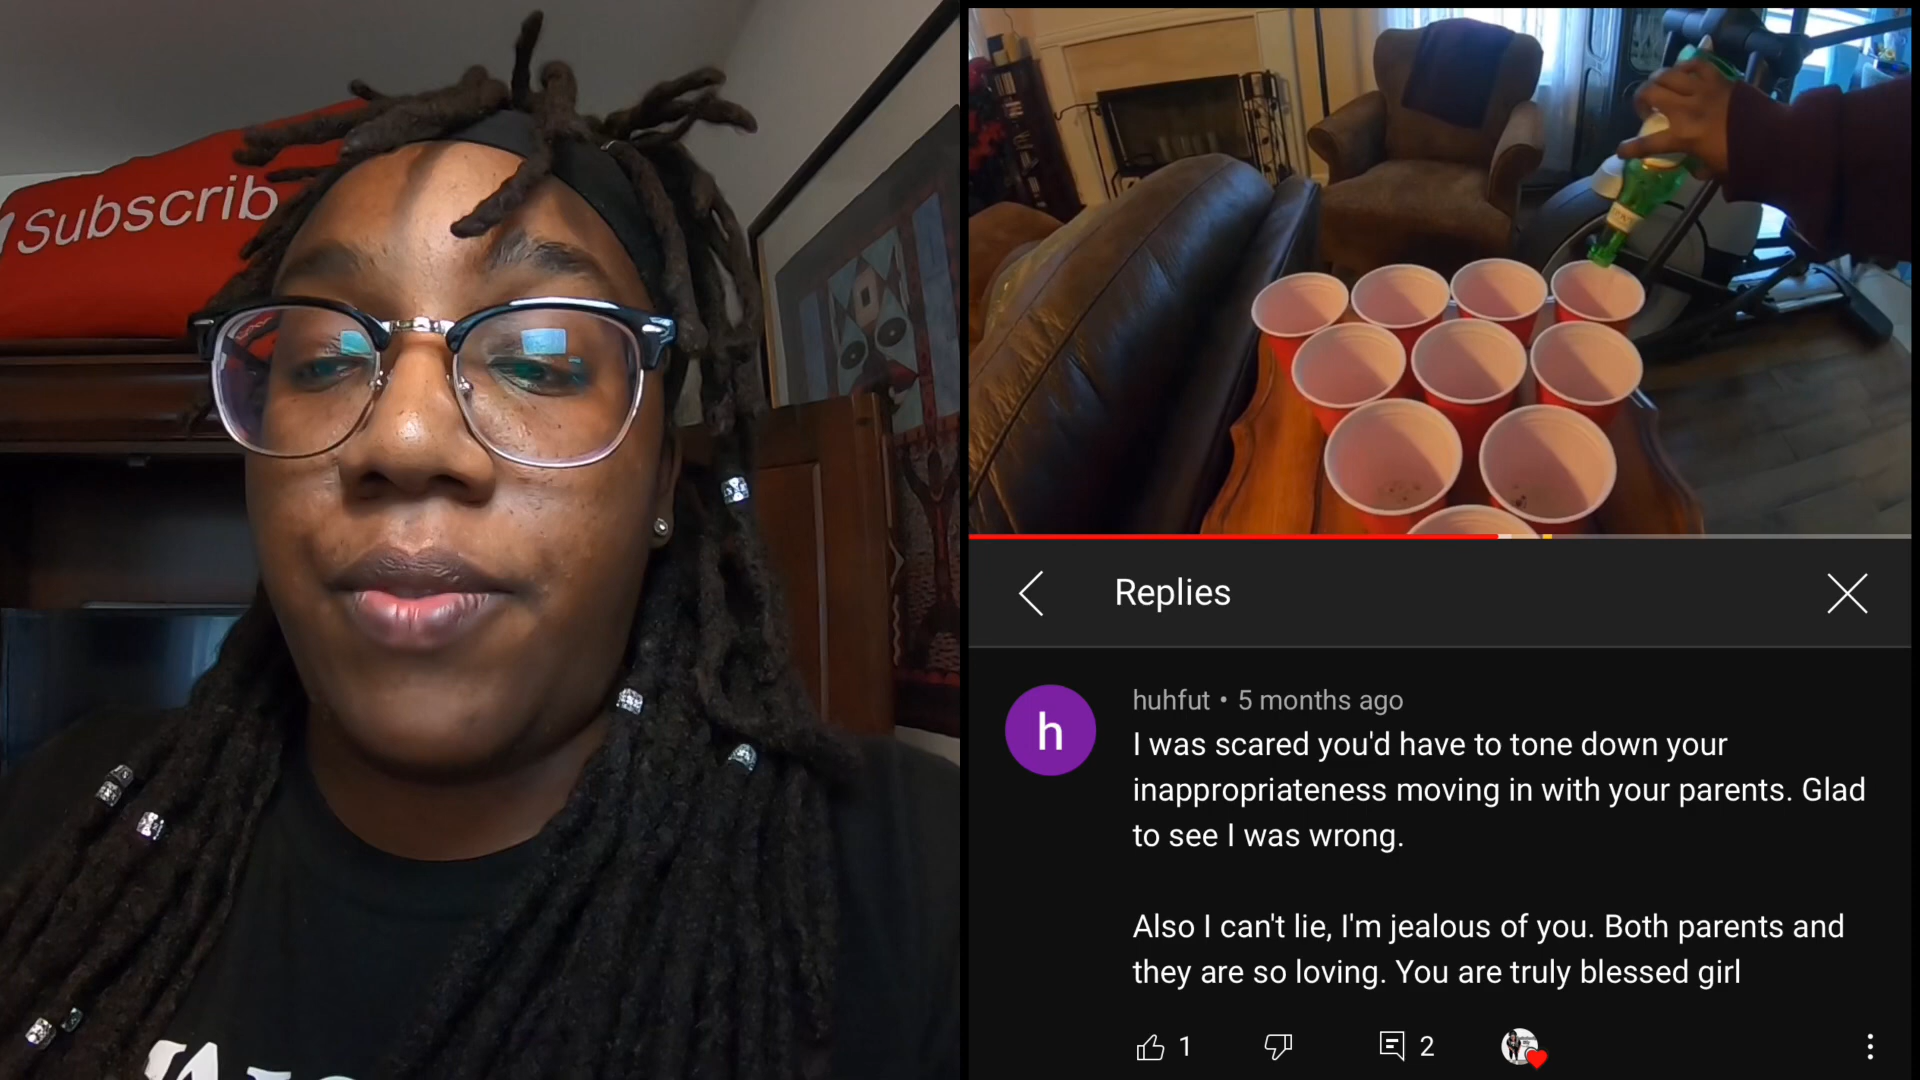 Subscrib
Replies
h
huhfut • 5 months ago
I was scared you'd have to tone down your
inappropriateness moving in with your parents. Glad
to see I was wrong.
Also I can't lie, I'm jealous of you. Both parents and
they are so loving. You are truly blessed girl
1
2